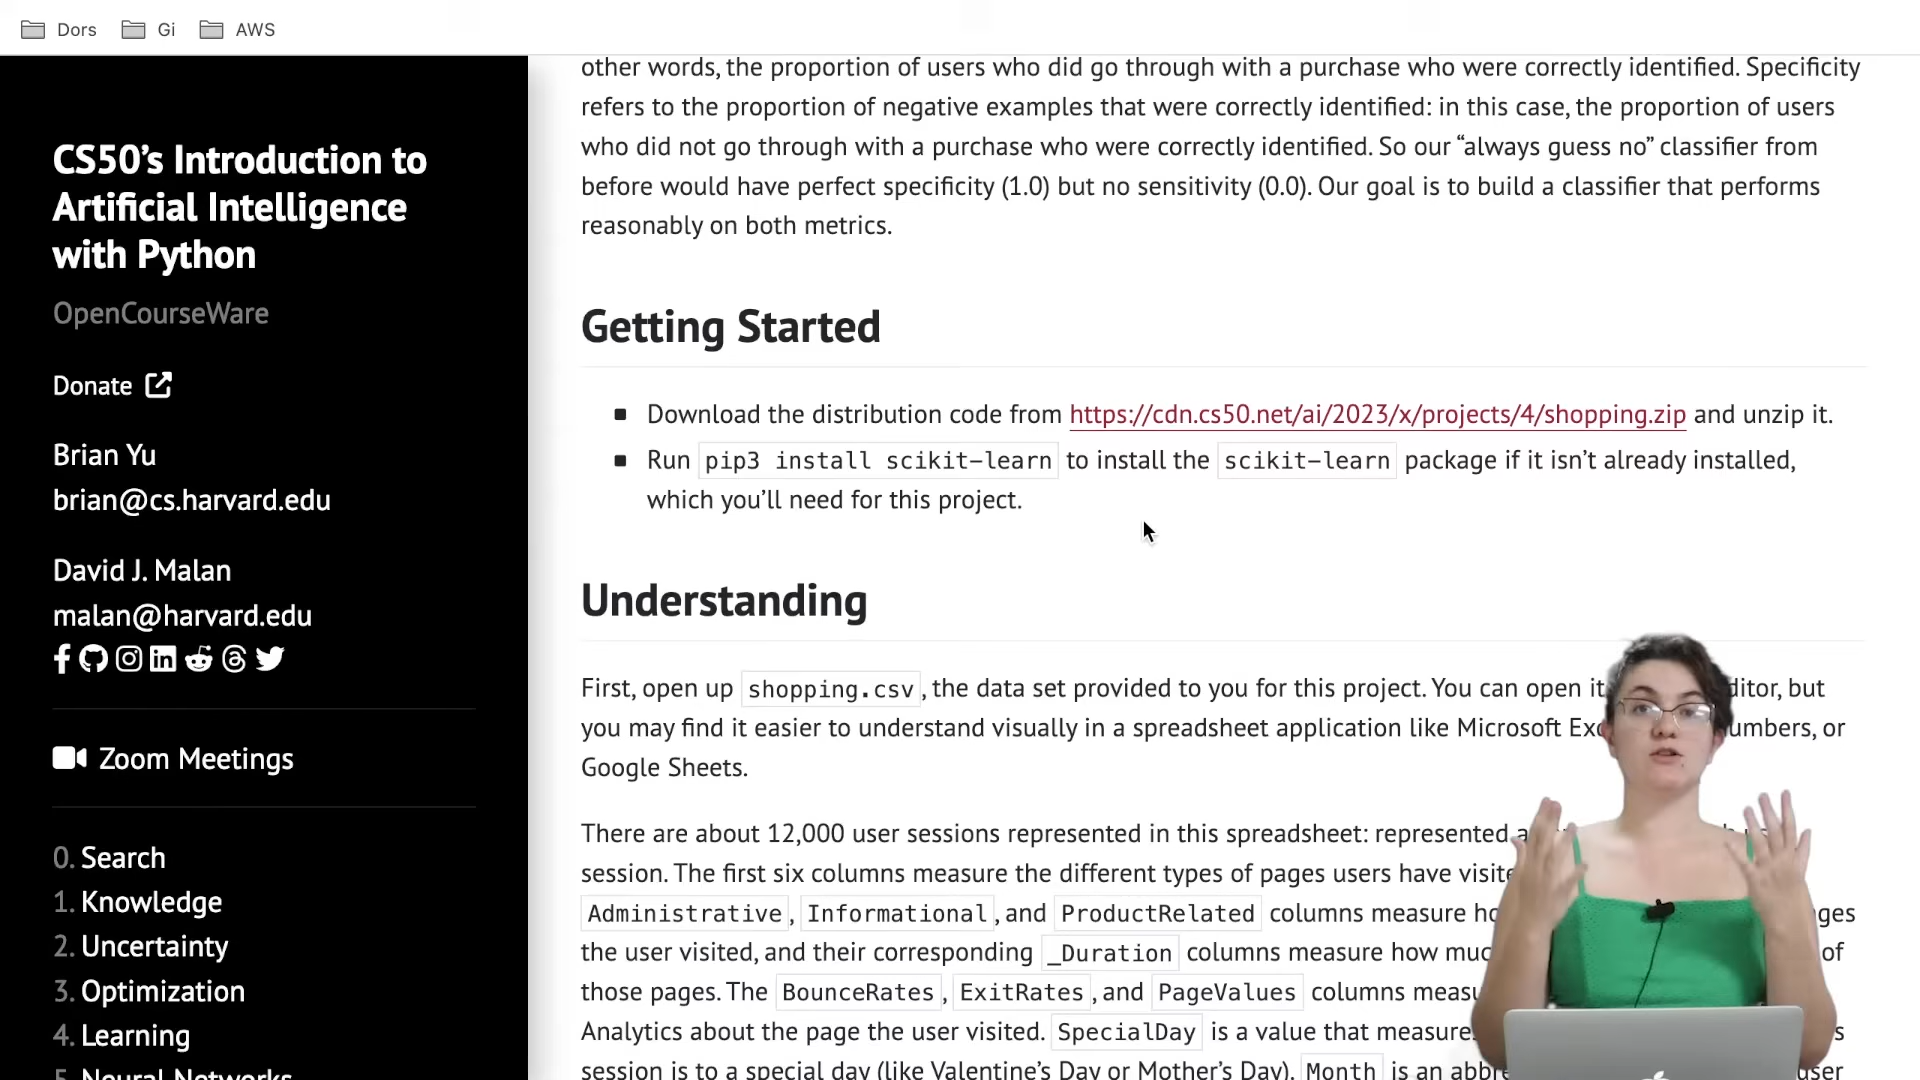 Dors Gi AWS
CS50’s Introduction to
Artificial Intelligence
with Python
OpenCourseWare
Donate
Brian Yu
brian@cs.harvard.edu
David J. Malan
malan@harvard.edu
Zoom Meetings
0. Search
1. Knowledge
2. Uncertainty
3. Optimization
4. Learning
5. Neural Networks
other words, the proportion of users who did go through with a purchase who were correctly identified. Specificity
refers to the proportion of negative examples that were correctly identified: in this case, the proportion of users
who did not go through with a purchase who were correctly identified. So our “always guess no” classifier from
before would have perfect specificity (1.0) but no sensitivity (0.0). Our goal is to build a classifier that performs
reasonably on both metrics.
Getting Started
Download the distribution code from https://cdn.cs50.net/ai/2023/x/projects/4/shopping.zip and unzip it.
Run pip3 install scikit-learn to install the scikit-learn package if it isn’t already installed,
which you’ll need for this project.
Understanding
First, open up shopping.csv, the data set provided to you for this project. You can open it but
you may find it easier to understand visually in a spreadsheet application like Microsoft or
Google Sheets.
There are about 12,000 user sessions represented in this spreadsheet: represented
session. The first six columns measure the different types of pages users have
Administrative, Informational, and ProductRelated columns measure
the user visited, and their corresponding _Duration columns measure how of
those pages. The BounceRates, ExitRates, and PageValues columns
Analytics about the page the user visited. SpecialDay is a value that
session is to a special day (like Valentine’s Day or Mother’s Day). Month is an